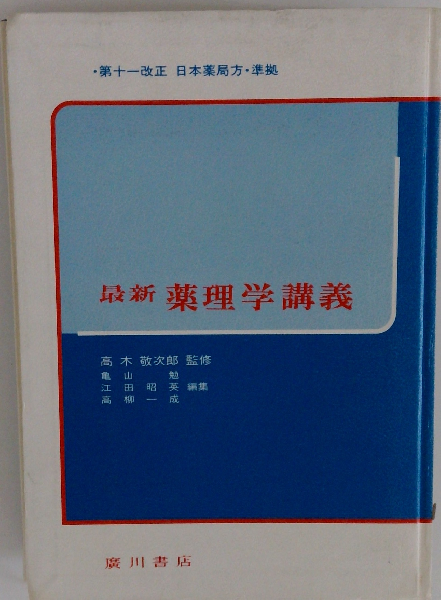 ・第十一改正 日本薬局方・準拠
最新 薬理学講義
高木 敬次郎 監修
亀山 勉
江田 昭英 編集
高柳 一成
廣川書店